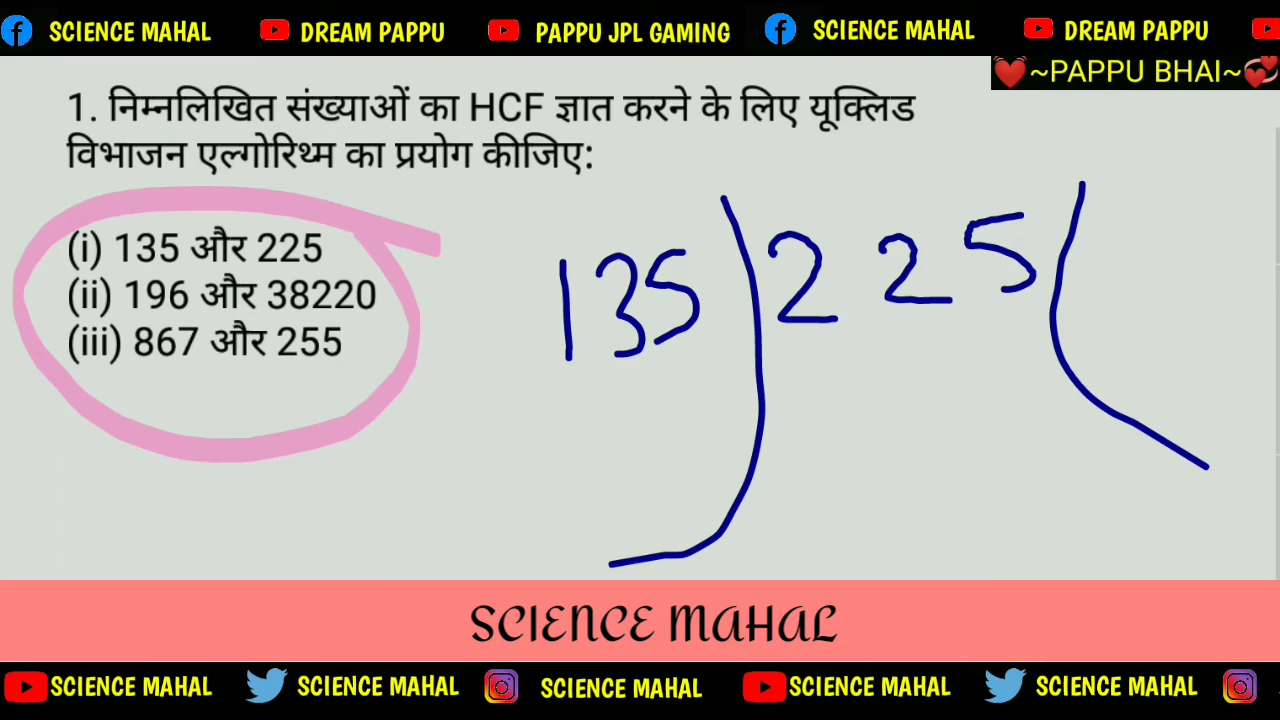 SCIENCE MAHAL DREAM PAPPU PAPPU JPL GAMING SCIENCE MAHAL DREAM PAPPU
~PAPPU BHAI~
1. निम्नलिखित संख्याओं का HCF ज्ञात करने के लिए यूक्लिड
विभाजन एल्गोरिथ्म का प्रयोग कीजिए:
(i) 135 और 225
(ii) 196 और 38220
(iii) 867 और 255
135)225(
SCIENCE MAHAL
SCIENCE MAHAL SCIENCE MAHAL SCIENCE MAHAL SCIENCE MAHAL SCIENCE MAHAL